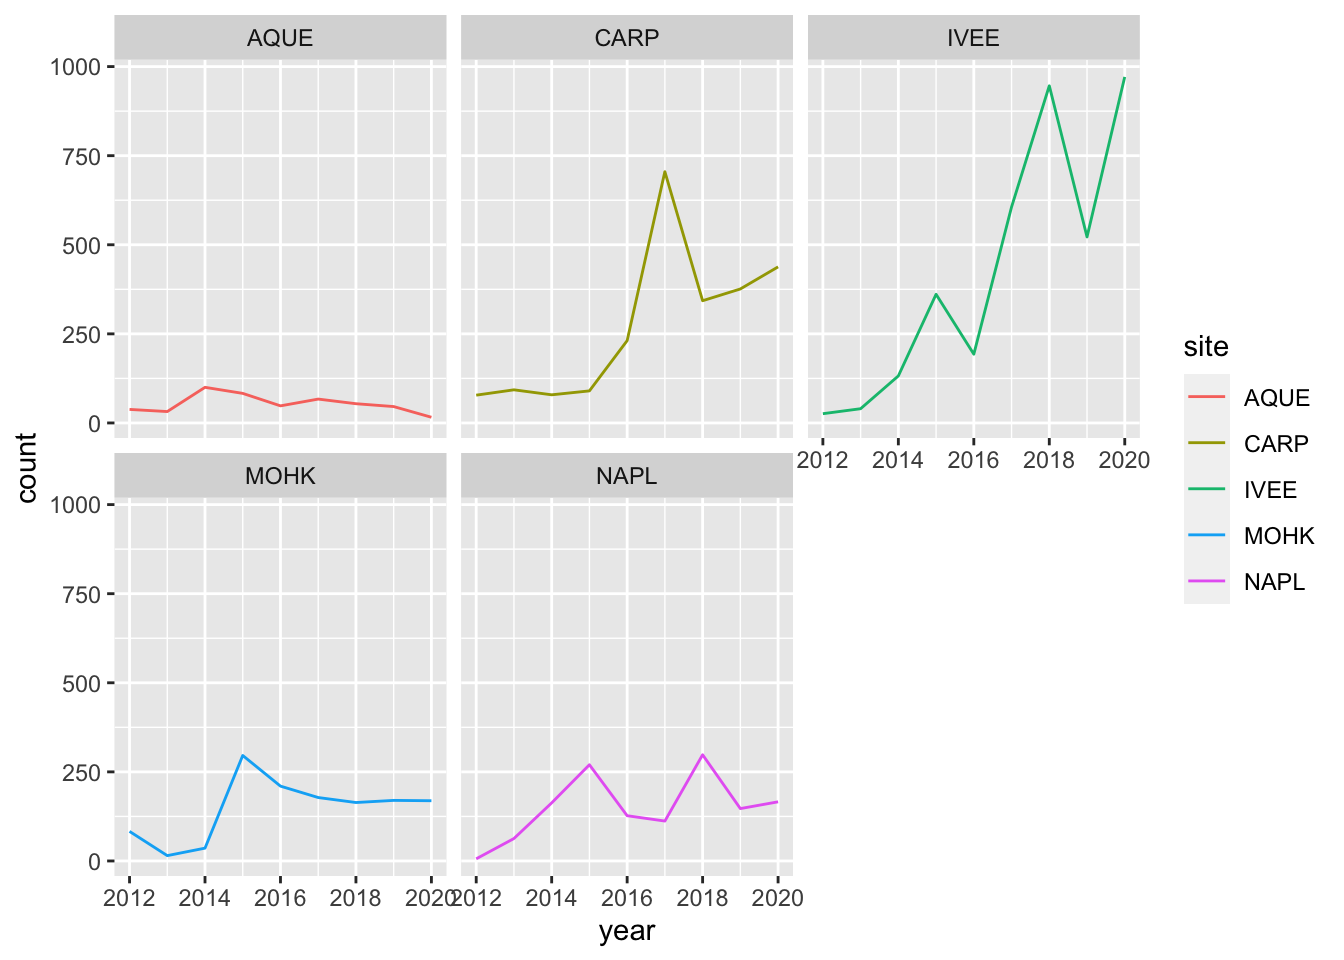 AQUE CARP IVEE
1000
750
500
250
0
2012 2014 2016 2018 2020
MOHK NAPL
1000
750
500
250
0
2012 2014 2016 2018 2020 2012 2014 2016 2018 2020
year
count
site
AQUE
CARP
IVEE
MOHK
NAPL